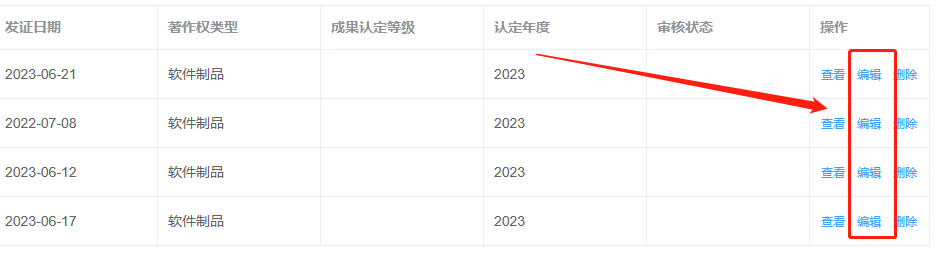 发证日期 著作权类型 成果认定等级 认定年度 审核状态 操作
2023-06-21 软件制品 2023 查看 编辑 删除
2022-07-08 软件制品 2023 查看 编辑 删除
2023-06-12 软件制品 2023 查看 编辑 删除
2023-06-17 软件制品 2023 查看 编辑 删除